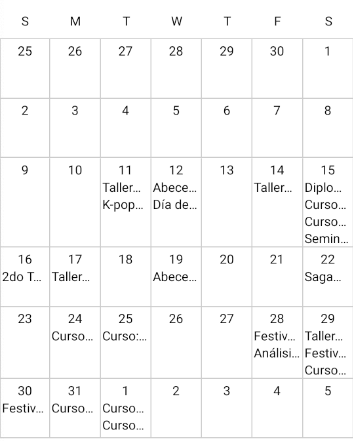 S M T W T F S
25 26 27 28 29 30 1
2 3 4 5 6 7 8
9 10 11 12 13 14 15
Taller... Abece... Taller... Diplo...
K-pop... Día de... Curso...
Curso...
Semin...
16 17 18 19 20 21 22
2do T... Taller... Abece... Saga...
23 24 25 26 27 28 29
Curso... Curso:... Festiv... Taller...
Análisi... Festiv...
Curso...
30 31 1 2 3 4 5
Festiv... Curso... Curso...
Curso...